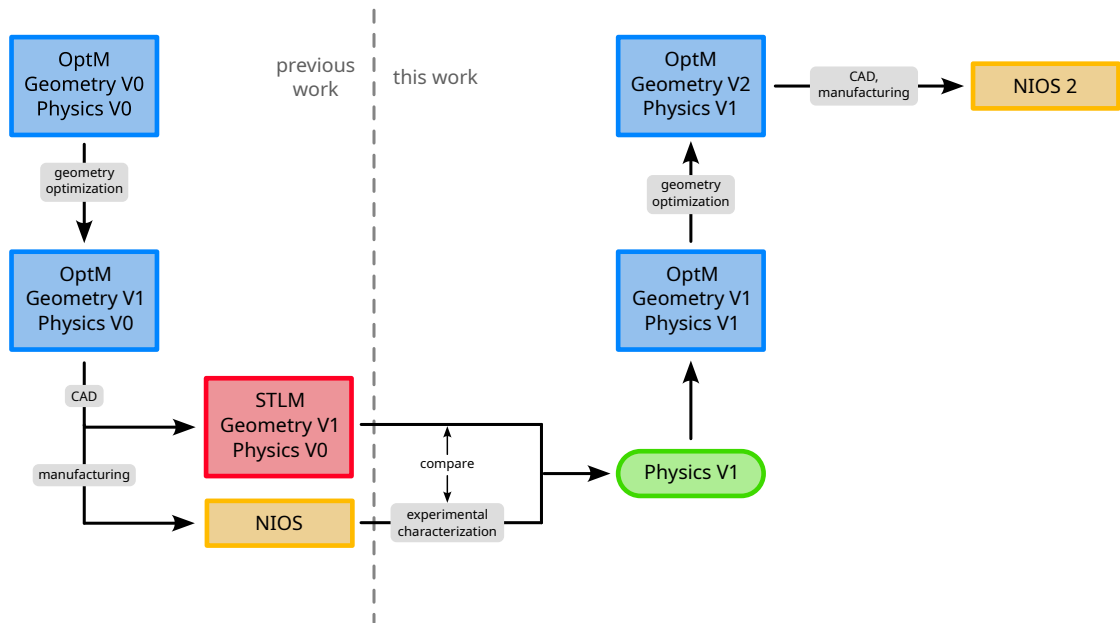 OptM
Geometry V0
Physics V0
geometry
optimization
OptM
Geometry V1
Physics V0
CAD
manufacturing
STLM
Geometry V1
Physics V0
NIOS
previous
work
this work
compare
experimental
characterization
Physics V1
OptM
Geometry V1
Physics V1
geometry
optimization
OptM
Geometry V2
Physics V1
CAD,
manufacturing
NIOS 2